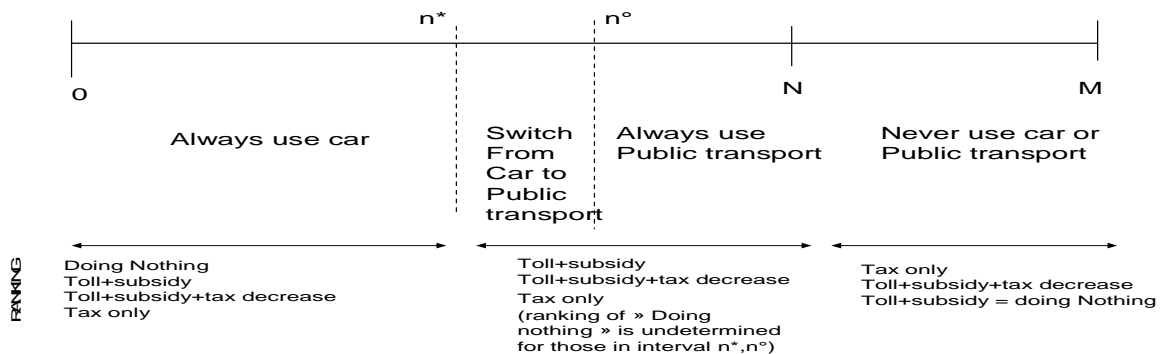 n* n°
0 N M
Always use car
Switch
From
Car to
Public
transport
Always use
Public transport
Never use car or
Public transport
RANKING
Doing Nothing
Toll+subsidy
Toll+subsidy+tax decrease
Tax only
Toll+subsidy
Toll+subsidy+tax decrease
Tax only
(ranking of » Doing
nothing » is undetermined
for those in interval n*,n°)
Tax only
Toll+subsidy+tax decrease
Toll+subsidy = doing Nothing